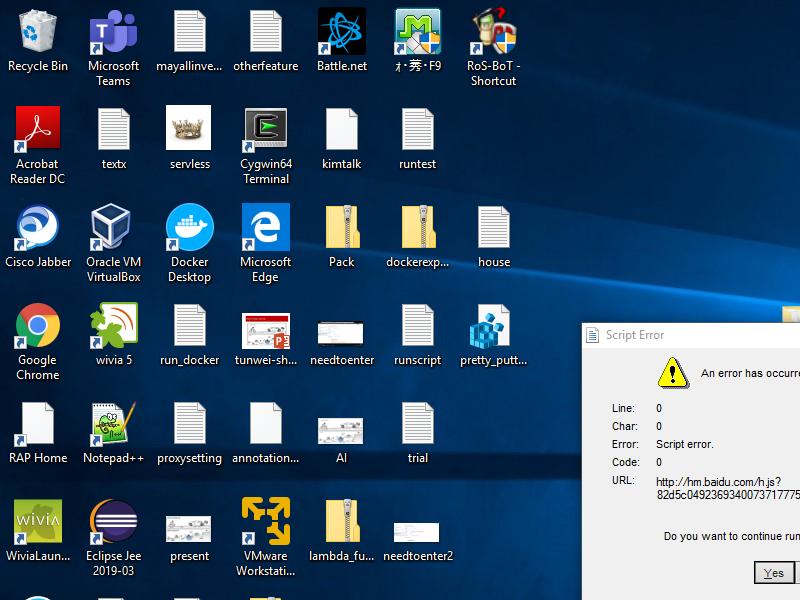 Recycle Bin
Microsoft
Teams
mayallinve...
otherfeature
Battle.net
ｫ･莠･F9
RoS-BoT -
Shortcut
Acrobat
Reader DC
textx
servless
Cygwin64
Terminal
kimtalk
runtest
Cisco Jabber
Oracle VM
VirtualBox
Docker
Desktop
Microsoft
Edge
Pack
dockerexp...
house
Google
Chrome
wivia 5
run_docker
tunwei-sh...
needtoenter
runscript
pretty_putt...
RAP Home
Notepad++
proxysetting
annotation...
AI
trial
WiviaLaun...
Eclipse Jee
2019-03
present
VMware
Workstati...
lambda_fu...
needtoenter2
Script Error
An error has occurre
Line: 0
Char: 0
Error: Script error.
Code: 0
URL: http://hm.baidu.com/h.js?
82d5c0492369340073717775
Do you want to continue run
Yes